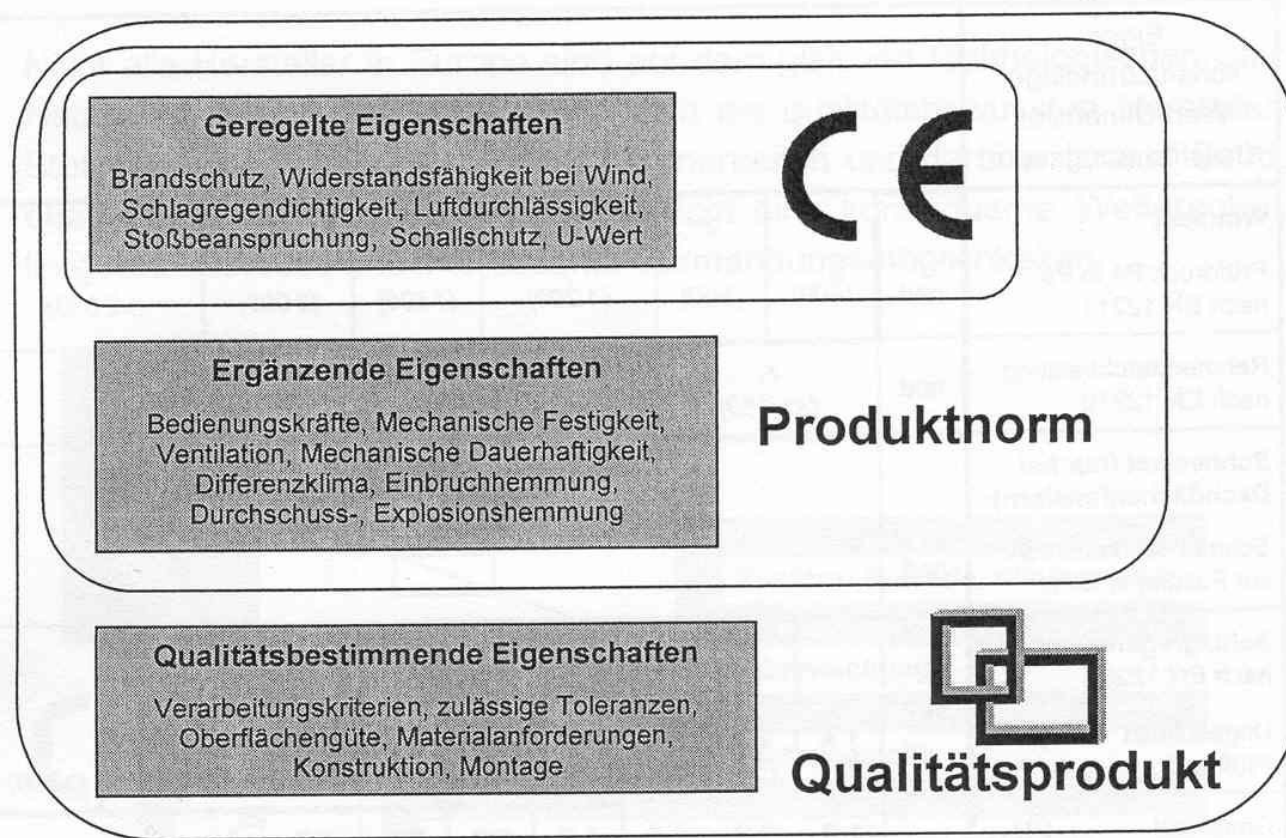 Geregelte Eigenschaften
Brandschutz, Widerstandsfähigkeit bei Wind,
Schlagregendichtigkeit, Luftdurchlässigkeit,
Stoßbeanspruchung, Schallschutz, U-Wert
CE
Ergänzende Eigenschaften
Bedienungskräfte, Mechanische Festigkeit,
Ventilation, Mechanische Dauerhaftigkeit,
Differenzklima, Einbruchhemmung,
Durchschuss-, Explosionshemmung
Produktnorm
Qualitätsbestimmende Eigenschaften
Verarbeitungskriterien, zulässige Toleranzen,
Oberflächengüte, Materialanforderungen,
Konstruktion, Montage
Qualitätsprodukt